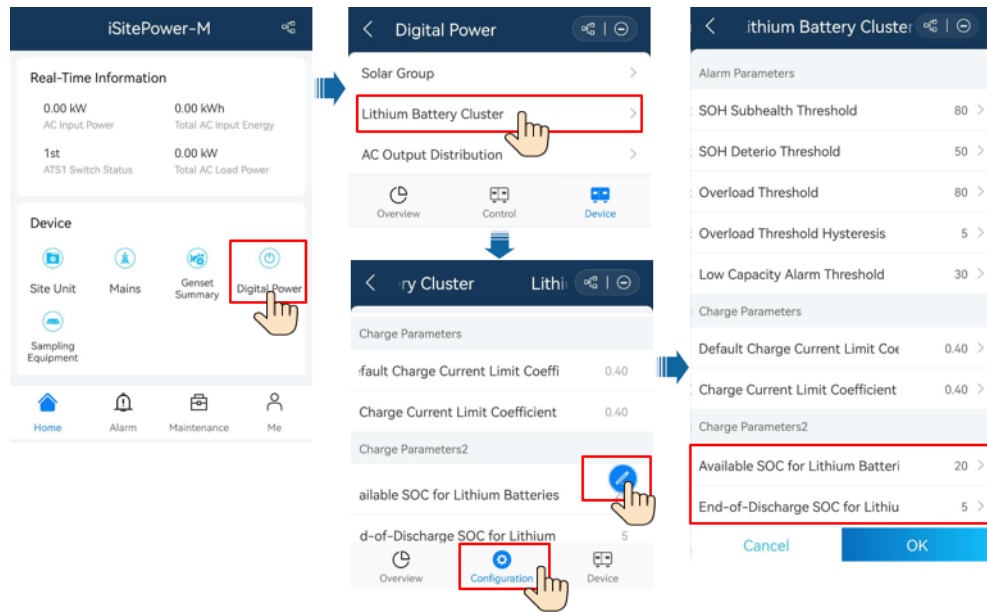 iSitePower-M
Real-Time Information
0.00 kW
0.00 kWh
AC Input Power
Total AC Input Energy
1st
0.00 kW
ATS1 Switch Status
Total AC Load Power
Device
Site Unit
Mains
Genset
Summary
Digital Power
Sampling
Equipment
Home
Alarm
Maintenance
Me
Digital Power
Solar Group
Lithium Battery Cluster
AC Output Distribution
Overview
Control
Device
ry Cluster
Lithi
Charge Parameters
fault Charge Current Limit Coeffi
0.40
Charge Current Limit Coefficient
0.40
Charge Parameters2
ailable SOC for Lithium Batteries
d-of-Discharge SOC for Lithium
5
Overview
Configuration
Device
ithium Battery Cluster
Alarm Parameters
SOH Subhealth Threshold
80
SOH Deterio Threshold
50
Overload Threshold
80
Overload Threshold Hysteresis
5
Low Capacity Alarm Threshold
30
Charge Parameters
Default Charge Current Limit Coe
0.40
Charge Current Limit Coefficient
0.40
Charge Parameters2
Available SOC for Lithium Batteri
20
End-of-Discharge SOC for Lithiu
5
Cancel
OK